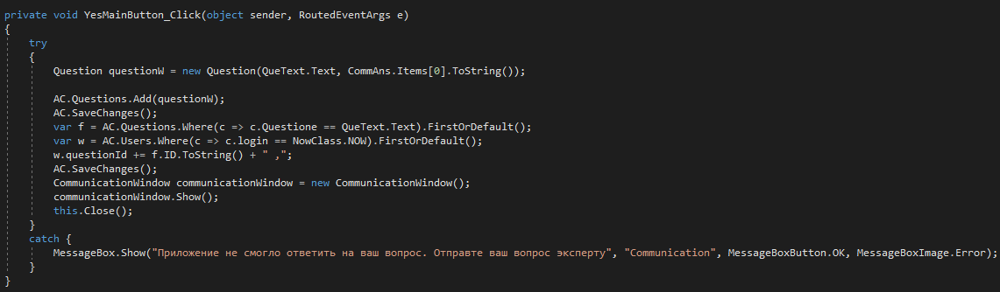 private void YesMainButton_Click(object sender, RoutedEventArgs e)
{
try
{
Question questionW = new Question(QueText.Text, CommAns.Items[0].ToString());
AC.Questions.Add(questionW);
AC.SaveChanges();
var f = AC.Questions.Where(c => c.Questione == QueText.Text).FirstOrDefault();
var w = AC.Users.Where(c => c.login == NowClass.NOW).FirstOrDefault();
w.questionId += f.ID.ToString() + " ,";
AC.SaveChanges();
CommunicationWindow communicationWindow = new CommunicationWindow();
communicationWindow.Show();
this.Close();
}
catch {
MessageBox.Show("Приложение не смогло ответить на ваш вопрос. Отправте ваш вопрос эксперту", "Communication", MessageBoxButton.OK, MessageBoxImage.Error);
}
}